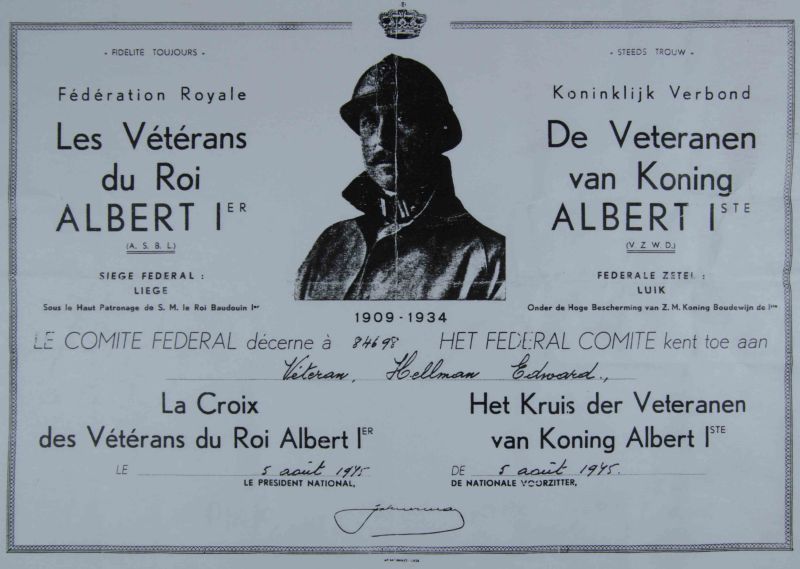 - FIDELITE TOUJOURS -
Fédération Royale
Les Vétérans
du Roi
ALBERT IER
(A. S. B. L.)
SIEGE FEDERAL :
LIEGE
Sous le Haut Patronage de S. M. le Roi Baudouin Ier
- STEEDS TROUW -
Koninklijk Verbond
De Veteranen
van Koning
ALBERT ISTE
(V. Z. W. D.)
FEDERALE ZETEL :
LUIK
Onder de Hoge Bescherming van Z. M. Koning Boudewijn de Iste
1909 - 1934
LE COMITE FEDERAL décerne à 84698 HET FEDERAL COMITE kent toe aan
Véteran, Hellman Edward.,
La Croix
des Vétérans du Roi Albert IER
Het Kruis der Veteranen
van Koning Albert ISTE
LE 5 août 1975
DE 5 août 1975.
LE PRESIDENT NATIONAL,
DE NATIONALE VOORZITTER,